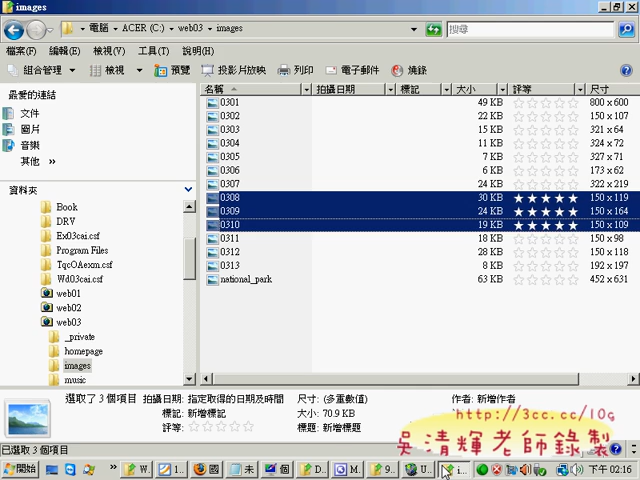 images
電腦 ▸ ACER (C:) ▸ web03 ▸ images
搜尋
檔案(F) 編輯(E) 檢視(V) 工具(T) 說明(H)
組合管理 檢視 預覽 投影片放映 列印 電子郵件 燒錄
最愛的連結
文件
圖片
音樂
其他 »
資料夾
Book
DRV
Ex03cai.csf
Program Files
TqcOAexm.csf
Wd03cai.csf
web01
web02
web03
_private
homepage
images
music
名稱 拍攝日期 標記 大小 評等 尺寸
0301 49 KB 800 x 600
0302 22 KB 150 x 107
0303 15 KB 321 x 64
0304 11 KB 324 x 72
0305 7 KB 327 x 71
0306 6 KB 173 x 62
0307 24 KB 322 x 219
0308 30 KB 150 x 119
0309 24 KB 150 x 164
0310 19 KB 150 x 109
0311 18 KB 150 x 98
0312 28 KB 150 x 118
0313 8 KB 192 x 197
national_park 63 KB 452 x 631
選取了 3 個項目 拍攝日期: 指定取得的日期及時間 尺寸: (多重數值) 作者: 新增作者
標記: 新增標記 大小: 70.9 KB
評等: 標題: 新增標題
http://3cc.cc/10g
吳清輝老師錄製
已選取 3 個項目
開始 » W. 1.. 國 未 個 D.. M. 9.. U.. i.. 下午 02:16